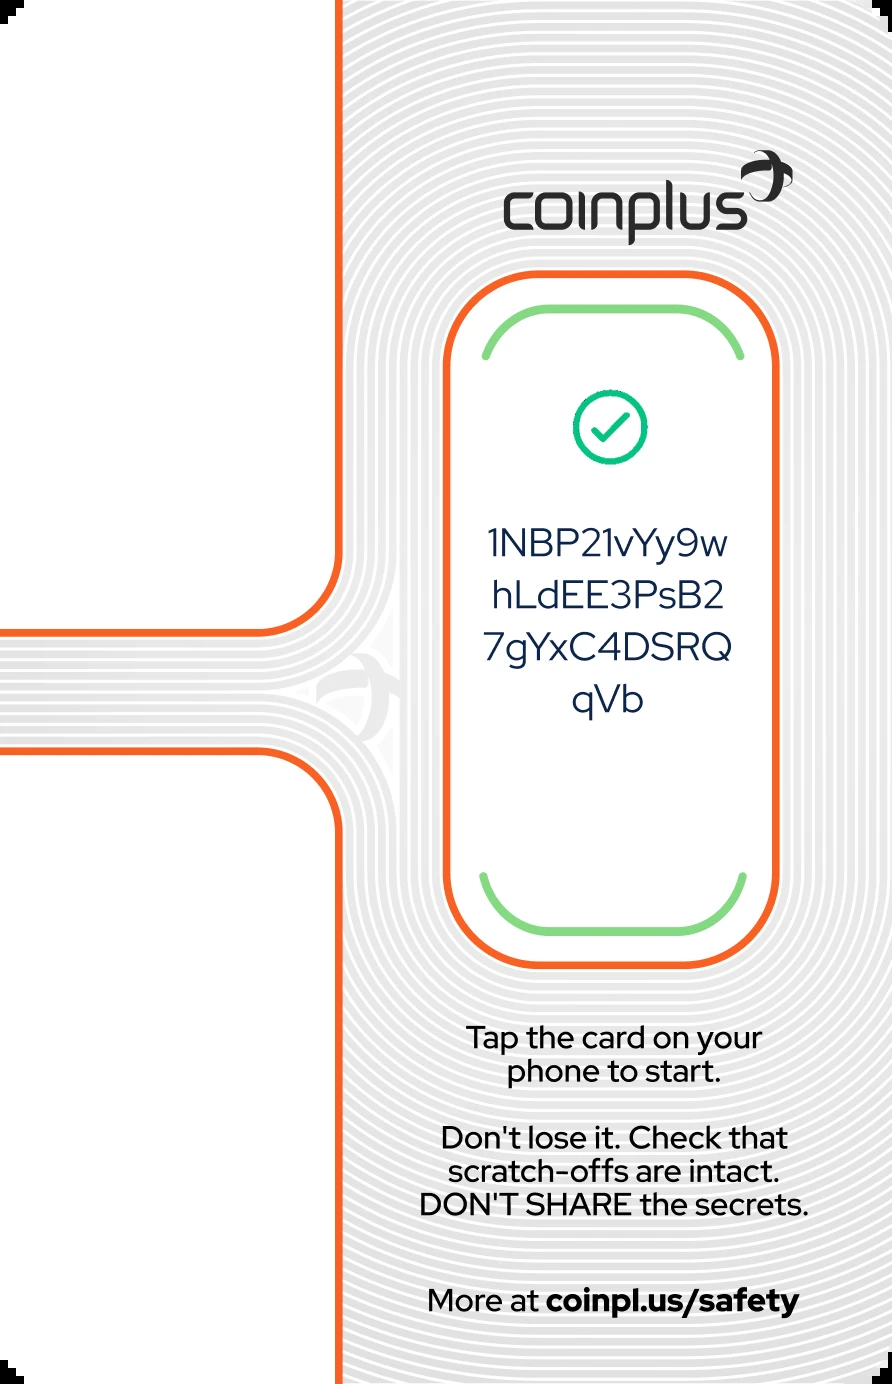 coinplus
1NBP21vYy9w
hLdEE3PsB2
7gYxC4DSRQ
qVb
Tap the card on your
phone to start.
Don't lose it. Check that
scratch-offs are intact.
DON'T SHARE the secrets.
More at coinpl.us/safety